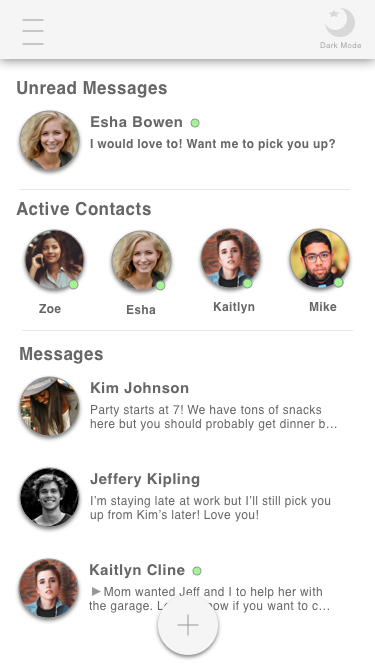 Dark Mode
Unread Messages
Esha Bowen
I would love to! Want me to pick you up?
Active Contacts
Zoe
Esha
Kaitlyn
Mike
Messages
Kim Johnson
Party starts at 7! We have tons of snacks
here but you should probably get dinner b...
Jeffery Kipling
I'm staying late at work but I'll still pick you
up from Kim's later! Love you!
Kaitlyn Cline
Mom wanted Jeff and I to help her with
the garage. if you want to c...